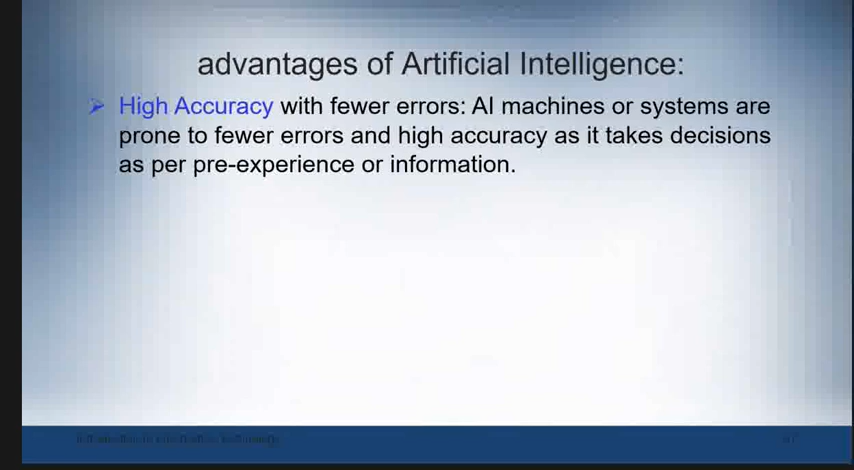 advantages of Artificial Intelligence:
High Accuracy with fewer errors: AI machines or systems are
prone to fewer errors and high accuracy as it takes decisions
as per pre-experience or information.